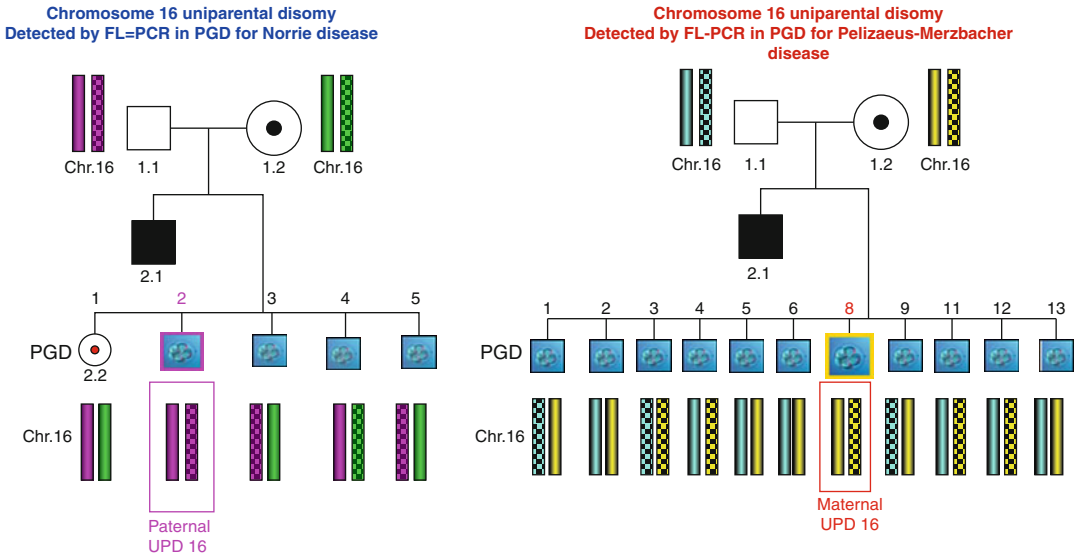 Chromosome 16 uniparental disomy
Detected by FL=PCR in PGD for Norrie disease
Chr.16
1.1
1.2
Chr.16
2.1
1
2
3
4
5
PGD
2.2
Chr.16
Paternal
UPD 16
Chromosome 16 uniparental disomy
Detected by FL-PCR in PGD for Pelizaeus-Merzbacher
disease
Chr.16
1.1
1.2
Chr.16
2.1
1
2
3
4
5
6
8
9
11
12
13
PGD
Chr.16
Maternal
UPD 16